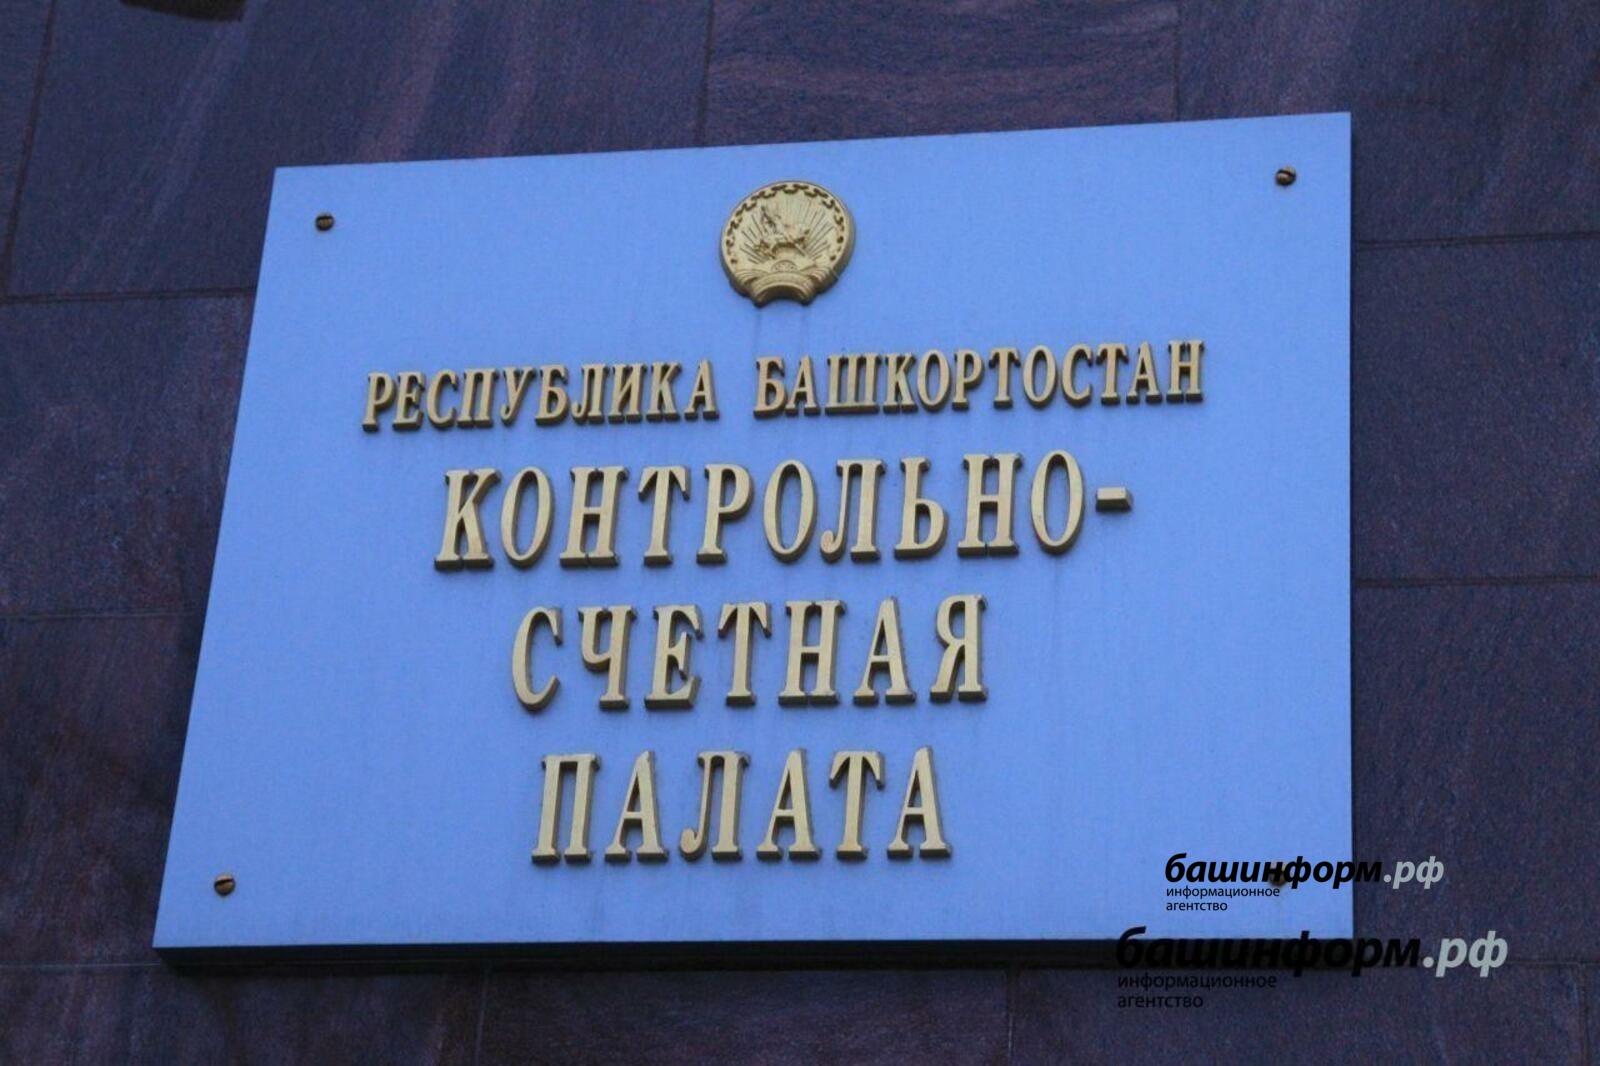 РЕСПУБЛИКА БАШКОРТОСТАН
КОНТРОЛЬНО-
СЧЕТНАЯ
ПАЛАТА
башинформ.рф
информационное
агентство
башинформ.рф
информационное
агентство